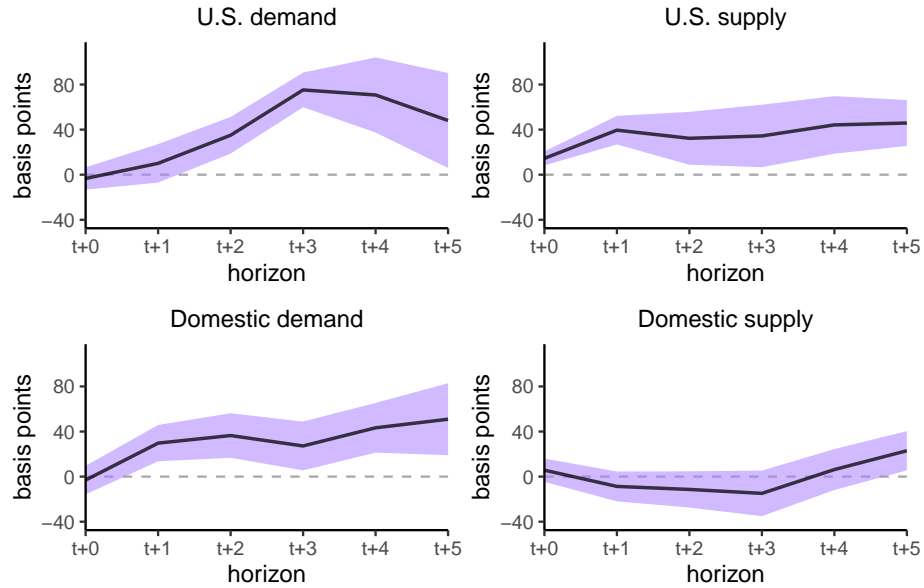 U.S. demand
basis points
80
40
0
−40
t+0 t+1 t+2 t+3 t+4 t+5
horizon
U.S. supply
basis points
80
40
0
−40
t+0 t+1 t+2 t+3 t+4 t+5
horizon
Domestic demand
basis points
80
40
0
−40
t+0 t+1 t+2 t+3 t+4 t+5
horizon
Domestic supply
basis points
80
40
0
−40
t+0 t+1 t+2 t+3 t+4 t+5
horizon